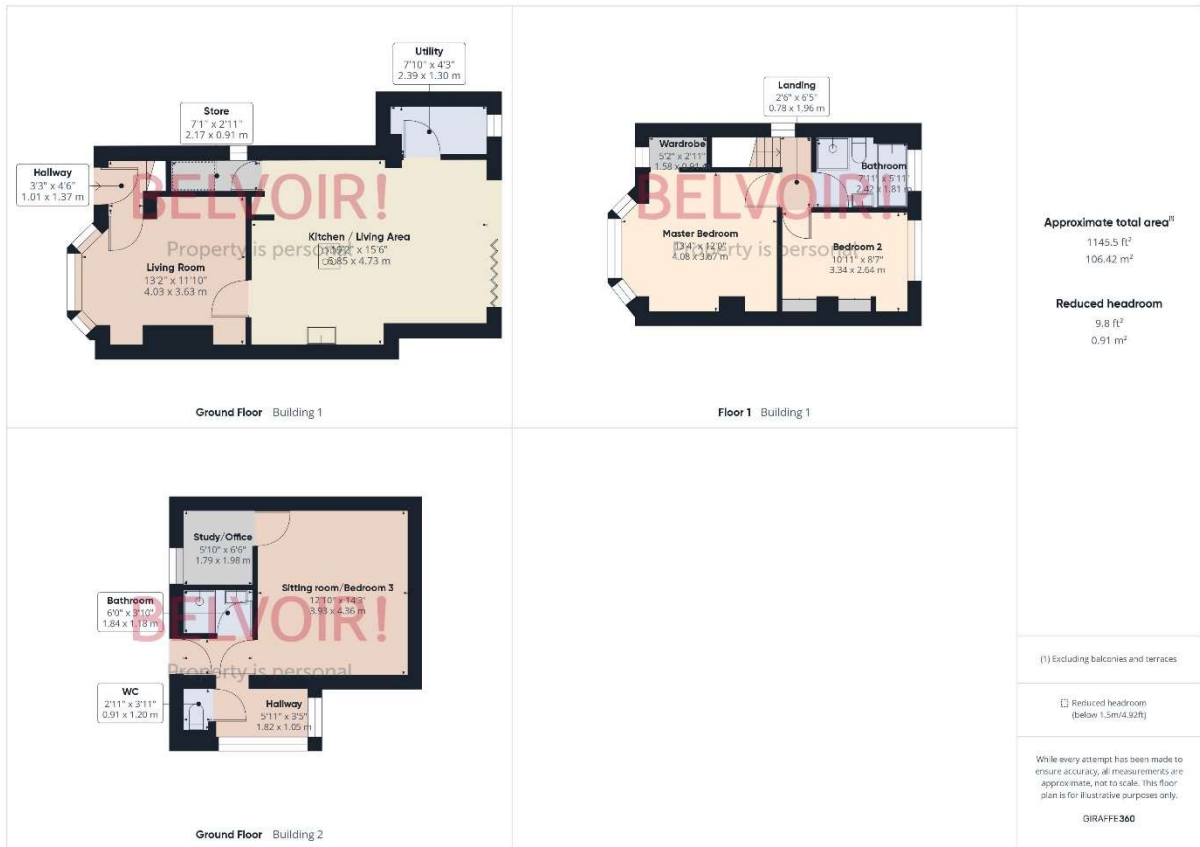 Utility
7'10" x 4'3"
2.39 x 1.30 m
Store
7'1" x 2'11"
2.17 x 0.91 m
Hallway
3'3" x 4'6"
1.01 x 1.37 m
BELVOIR!
Property is personal
Kitchen / Living Area
x 15'6"
6.85 x 4.73 m
Living Room
13'2" x 11'10"
4.03 x 3.63 m
Ground Floor Building 1
Landing
2'6" x 6'5"
0.78 x 1.96 m
Wardrobe
5'2" x 2'11"
1.58 x 0.91
Bathroom
7'11" x 5'11"
2.42 x 1.81 m
BELVOIR!
Master Bedroom
13'4" x 12'0"
4.08 x 3.67 m
Property is personal
Bedroom 2
10'11" x 8'7"
3.34 x 2.64 m
Floor 1 Building 1
Approximate total area(1)
1145.5 ft²
106.42 m²
Reduced headroom
9.8 ft²
0.91 m²
Study/Office
5'10" x 6'6"
1.79 x 1.98 m
Sitting room/Bedroom 3
12'10" x 14'3"
3.93 x 4.36 m
Bathroom
6'0" x 3'10"
1.84 x 1.18 m
BELVOIR!
Property is personal
WC
2'11" x 3'11"
0.91 x 1.20 m
Hallway
5'11" x 3'5"
1.82 x 1.05 m
Ground Floor Building 2
(1) Excluding balconies and terraces
Reduced headroom
(below 1.5m/4.92ft)
While every attempt has been made to
ensure accuracy, all measurements are
approximate, not to scale. This floor
plan is for illustrative purposes only.
GIRAFFE360